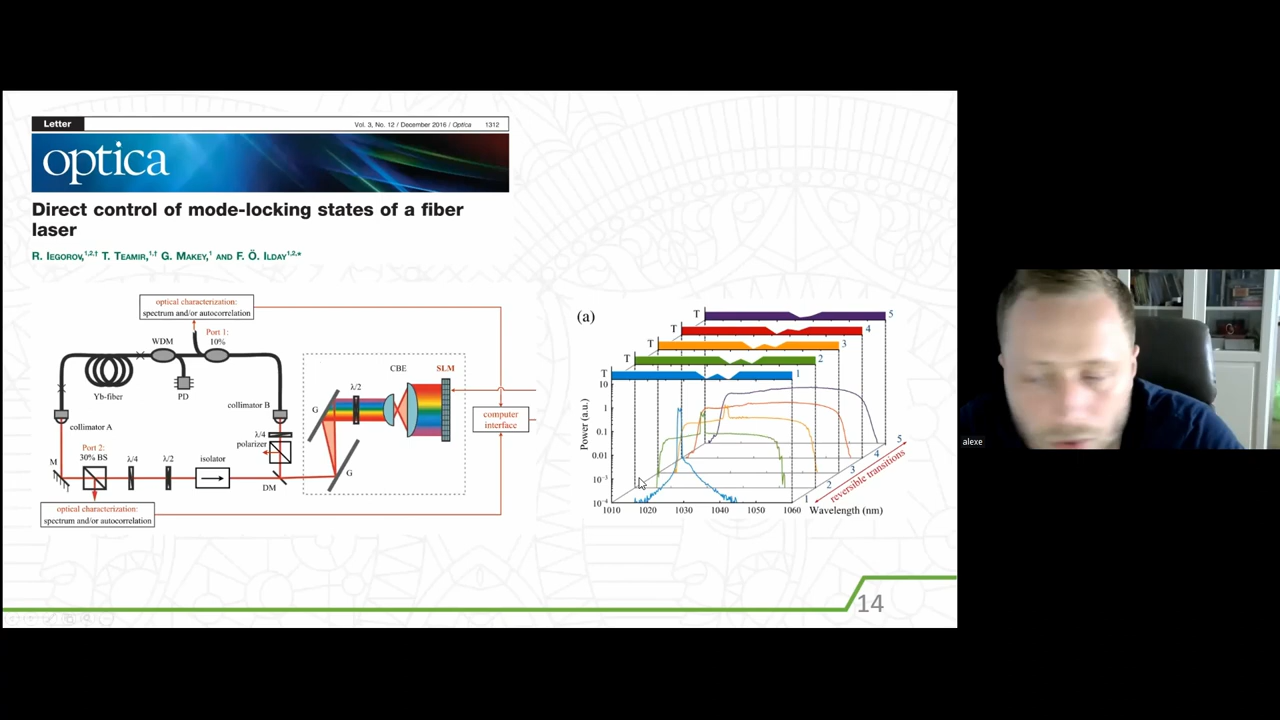 Letter
Vol. 3, No. 12 / December 2016 / Optica 1312
optica
Direct control of mode-locking states of a fiber
laser
R. IEGOROV,1,2,† T. TEAMIR,1,† G. MAKEY,1 AND F. Ö. ILDAY1,2,*
optical characterization:
spectrum and/or autocorrelation
WDM
Port 1:
10%
Yb-fiber
PD
collimator A
collimator B
λ/4
polarizer
Port 2:
30% BS
M
λ/4
λ/2
isolator
DM
G
λ/2
G
CBE
SLM
computer
interface
optical characterization:
spectrum and/or autocorrelation
(a)
T 5
T 4
T 3
T 2
T 1
Power (a.u.)
10
1
0.1
0.01
10-3
10-4
1010 1020 1030 1040 1050 1060 Wavelength (nm)
1
2
3
4
5
reversible transitions
14
alexe